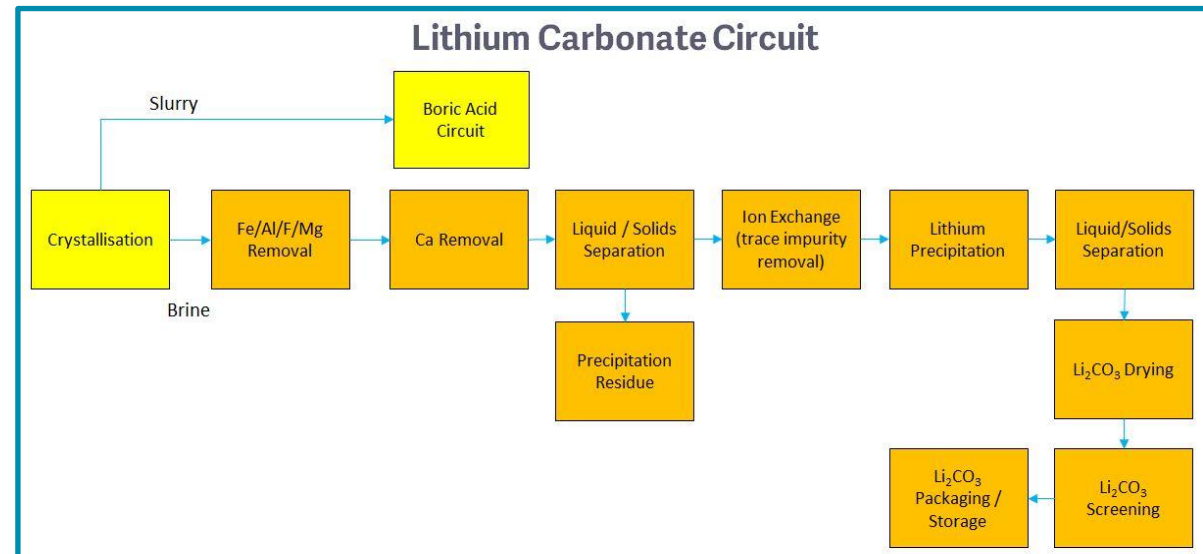 Lithium Carbonate Circuit
Slurry
Boric Acid
Circuit
Crystallisation
Brine
Fe/Al/F/Mg
Removal
Ca Removal
Liquid / Solids
Separation
Precipitation
Residue
Ion Exchange
(trace impurity
removal)
Lithium
Precipitation
Liquid/Solids
Separation
Li₂CO₃ Drying
Li₂CO₃
Screening
Li₂CO₃
Packaging /
Storage